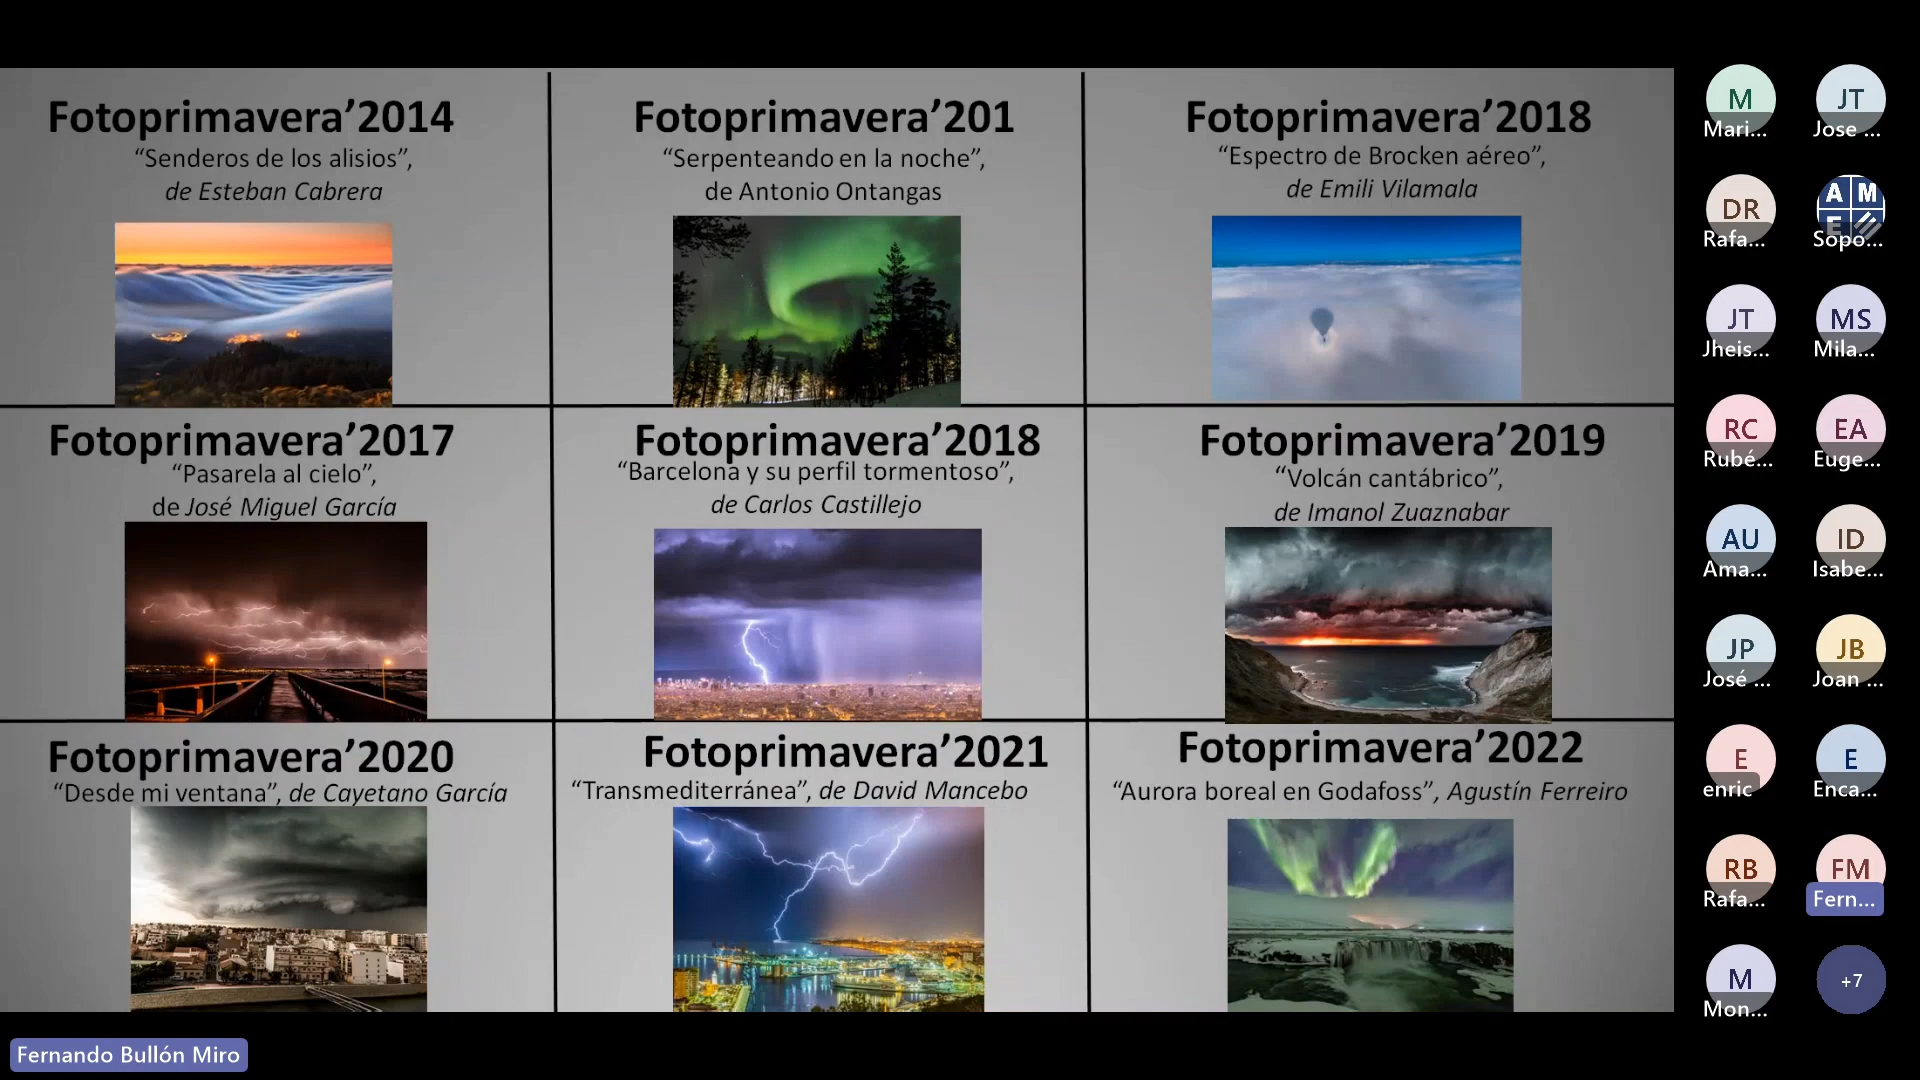 Fotoprimavera’2014
“Senderos de los alisios”,
de Esteban Cabrera
Fotoprimavera’201
“Serpenteando en la noche”,
de Antonio Ontangas
Fotoprimavera’2018
“Espectro de Brocken aéreo”,
de Emili Vilamala
Fotoprimavera’2017
“Pasarela al cielo”,
de José Miguel García
Fotoprimavera’2018
“Barcelona y su perfil tormentoso”,
de Carlos Castillejo
Fotoprimavera’2019
“Volcán cantábrico”,
de Imanol Zuaznabar
Fotoprimavera’2020
“Desde mi ventana”, de Cayetano García
Fotoprimavera’2021
“Transmediterránea”, de David Mancebo
Fotoprimavera’2022
“Aurora boreal en Godafoss”, Agustín Ferreiro
M
Mari...
JT
Jose ...
DR
Rafa...
A M
E
Sopo...
JT
Jheis...
MS
Mila...
RC
Rubé...
EA
Euge...
AU
Ama...
ID
Isabe...
JP
José ...
JB
Joan ...
E
enric
E
Enca...
RB
Rafa...
FM
Fern...
M
Mon...
+7
Fernando Bullón Miro